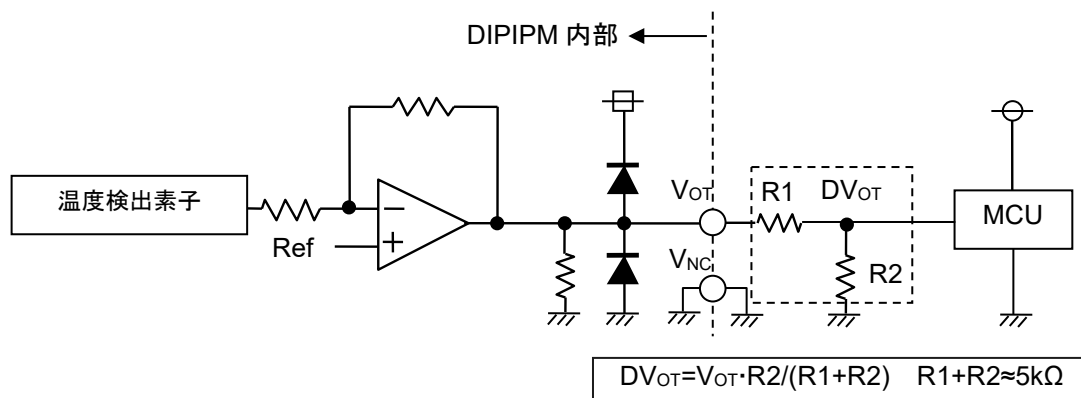 DIPIPM 内部
温度検出素子
Ref
−
+
VOT
VNC
R1
DVOT
R2
MCU
DVOT=VOT･R2/(R1+R2) R1+R2≈5kΩ